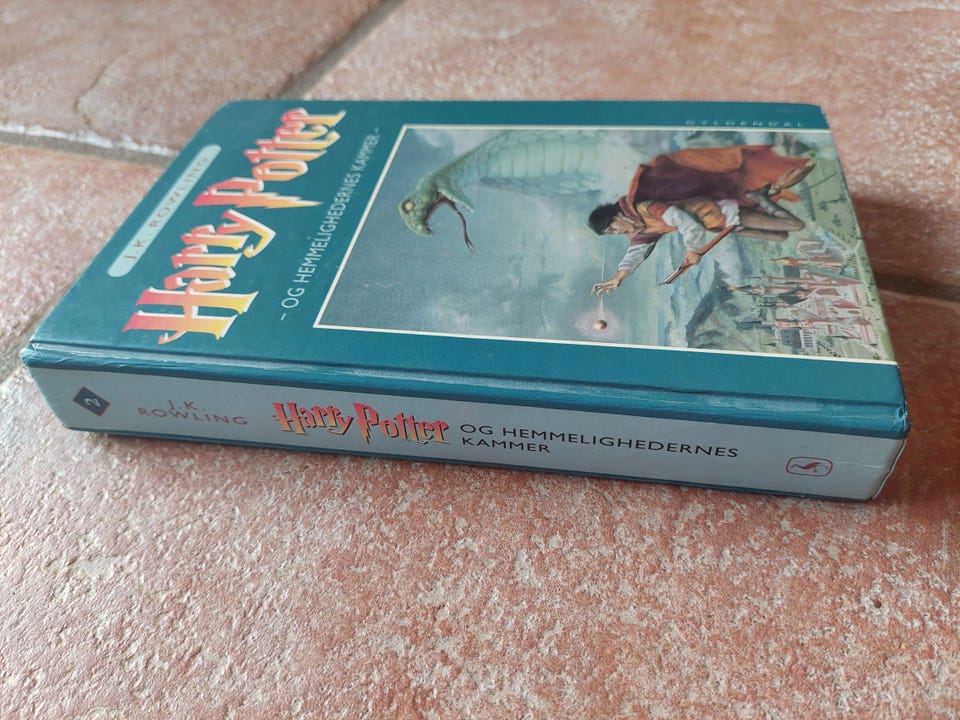 J.K. ROWLING
Harry Potter
- OG HEMMELIGHEDERNES KAMMER -
GYLDENDAL
2
J.K.
ROWLING
Harry Potter
OG HEMMELIGHEDERNES
KAMMER